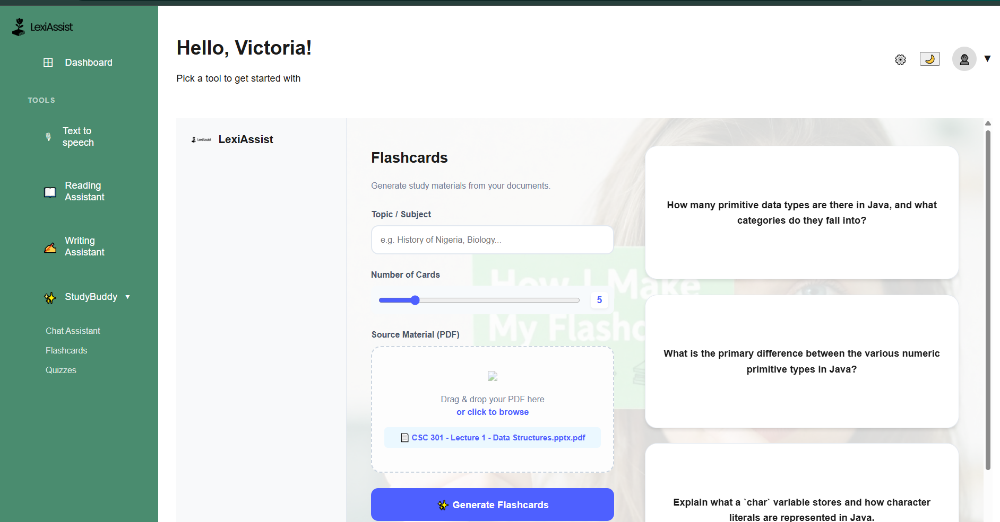 LexiAssist
Dashboard
TOOLS
Text to
speech
Reading
Assistant
Writing
Assistant
StudyBuddy
Chat Assistant
Flashcards
Quizzes
Hello, Victoria!
Pick a tool to get started with
LexiAssist
LexiAssist
Flashcards
Generate study materials from your documents.
Topic / Subject
e.g. History of Nigeria, Biology...
Number of Cards
5
How I Make
My Flashc
Source Material (PDF)
Drag & drop your PDF here
or click to browse
CSC 301 - Lecture 1 - Data Structures.pptx.pdf
Generate Flashcards
How many primitive data types are there in Java, and what
categories do they fall into?
What is the primary difference between the various numeric
primitive types in Java?
Explain what a `char` variable stores and how character
literals are represented in Java.